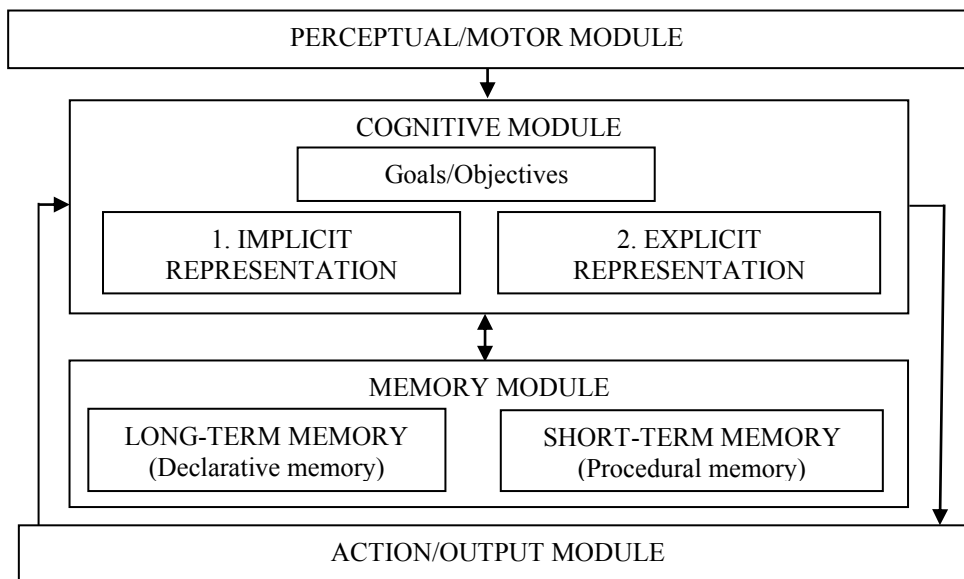 PERCEPTUAL/MOTOR MODULE
COGNITIVE MODULE
Goals/Objectives
1. IMPLICIT
REPRESENTATION
2. EXPLICIT
REPRESENTATION
MEMORY MODULE
LONG-TERM MEMORY
(Declarative memory)
SHORT-TERM MEMORY
(Procedural memory)
ACTION/OUTPUT MODULE